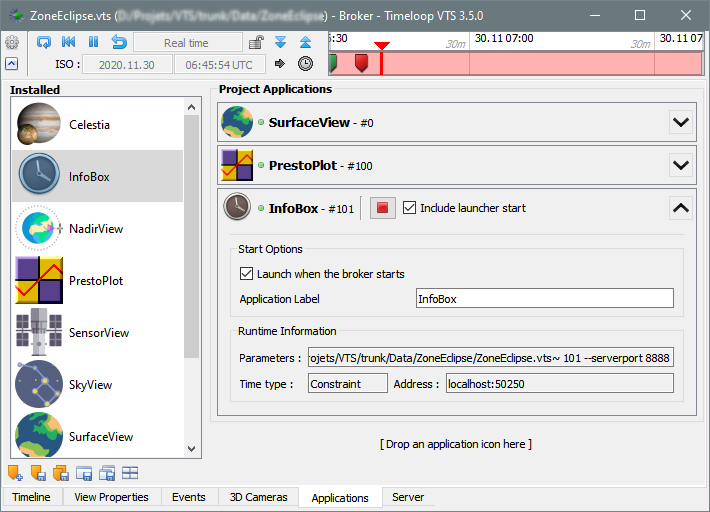 ZoneEclipse.vts (D:/Projets/VTS/trunk/Data/ZoneEclipse) - Broker - Timeloop VTS 3.5.0
Real time
ISO : 2020.11.30 06:45:54 UTC
6:30 30m 30.11 07:00 30m 30.11 07
Installed
Celestia
InfoBox
NadirView
PrestoPlot
SensorView
SkyView
SurfaceView
Project Applications
SurfaceView - #0
PrestoPlot - #100
InfoBox - #101 Include launcher start
Start Options
Launch when the broker starts
Application Label InfoBox
Runtime Information
Parameters : rojets/VTS/trunk/Data/ZoneEclipse/ZoneEclipse.vts~ 101 --serverport 8888
Time type : Constraint Address : localhost:50250
[ Drop an application icon here ]
Timeline View Properties Events 3D Cameras Applications Server